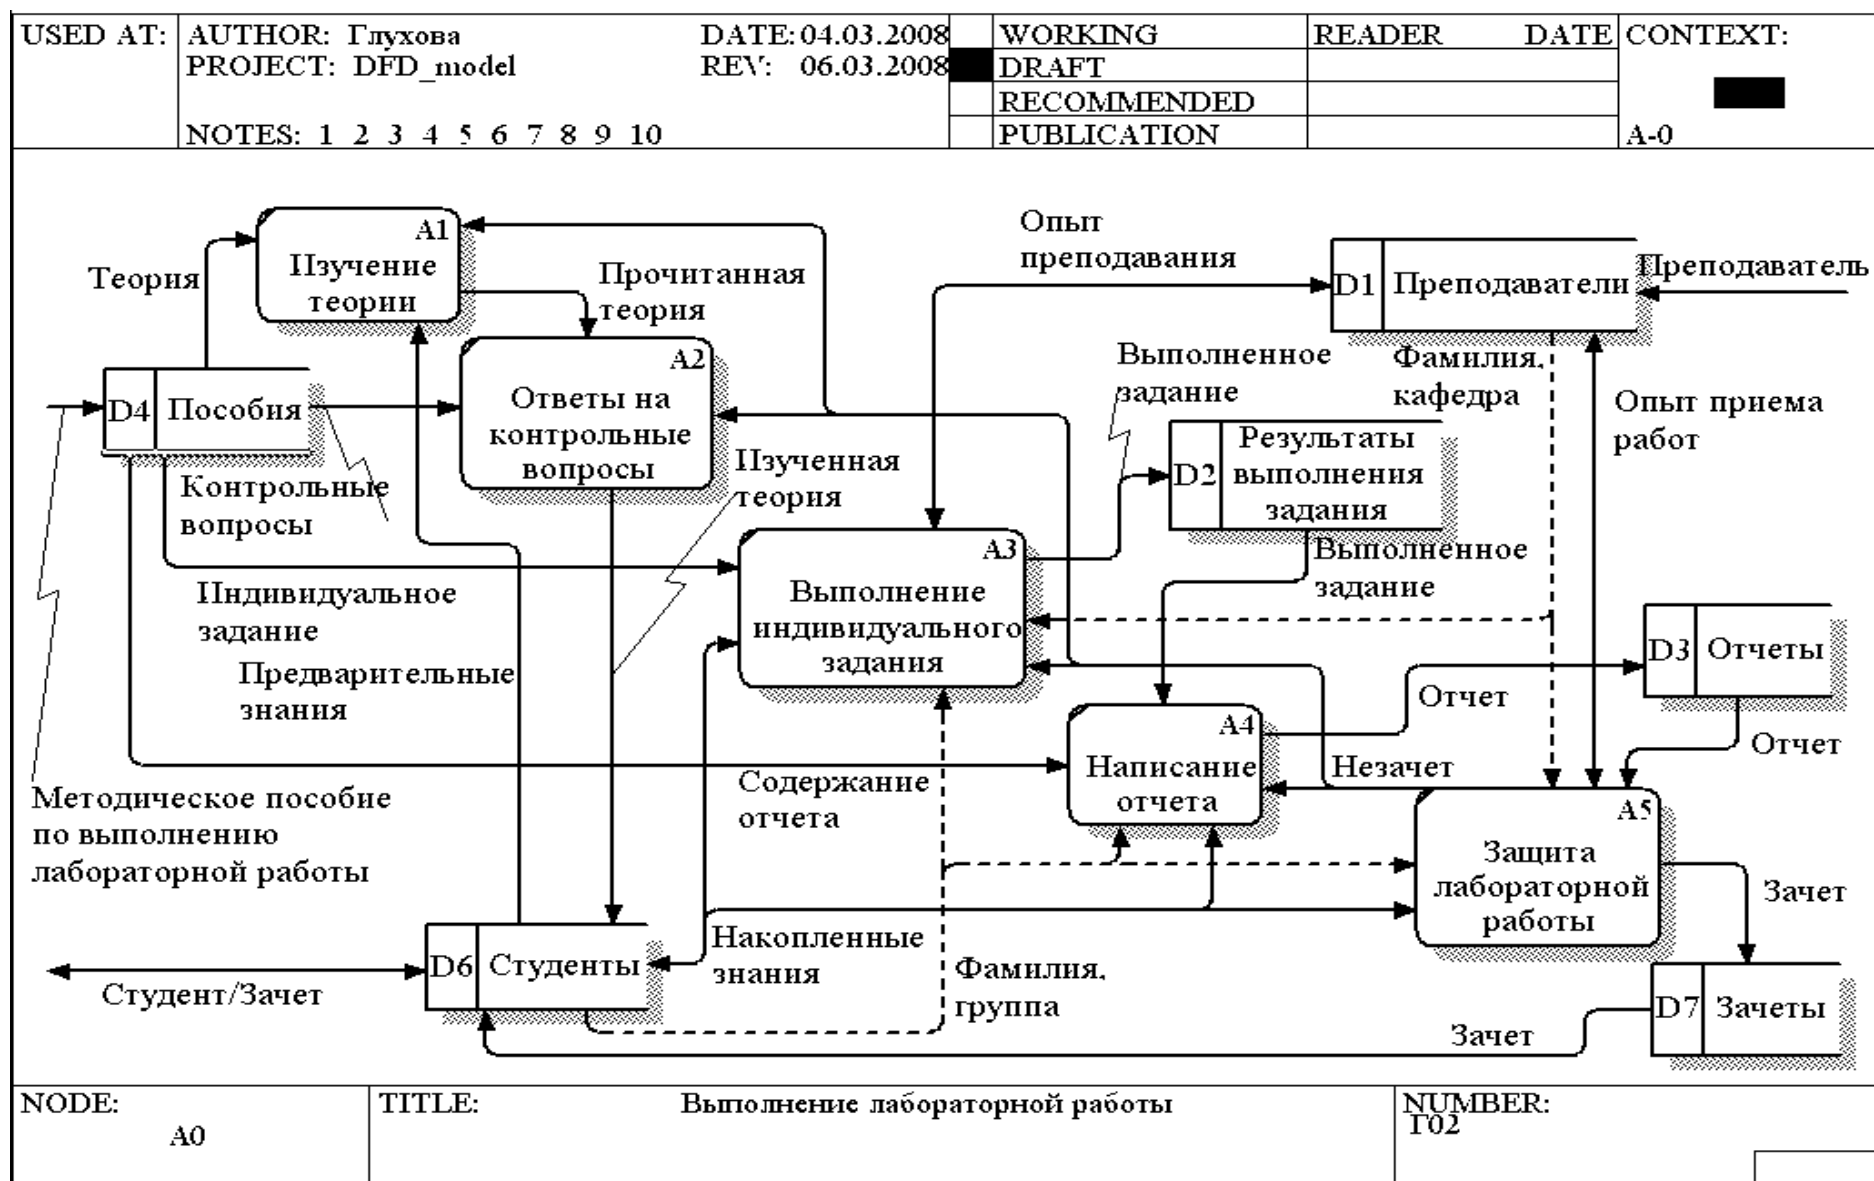 USED AT:
AUTHOR: Глухова
DATE: 04.03.2008
WORKING
READER
DATE
CONTEXT:
PROJECT: DFD_model
REV: 06.03.2008
DRAFT
RECOMMENDED
NOTES: 1 2 3 4 5 6 7 8 9 10
PUBLICATION
A-0
A1
Изучение
теории
Теория
Прочитанная
теория
Опыт
преподавания
D1
Преподаватели
Преподаватель
A2
Ответы на
контрольные
вопросы
Выполненное
задание
Фамилия,
кафедра
Опыт приема
работ
D4
Пособия
Контрольные
вопросы
Изученная
теория
D2
Результаты
выполнения
задания
Выполненное
задание
A3
Выполнение
индивидуального
задания
Индивидуальное
задание
Предварительные
знания
D3
Отчеты
Отчет
Отчет
A4
Написание
отчета
Незачет
Содержание
отчета
Методическое пособие
по выполнению
лабораторной работы
A5
Защита
лабораторной
работы
Зачет
D6
Студенты
Накопленные
знания
Фамилия,
группа
Студент/Зачет
D7
Зачеты
Зачет
NODE:
A0
TITLE:
Выполнение лабораторной работы
NUMBER:
Г02